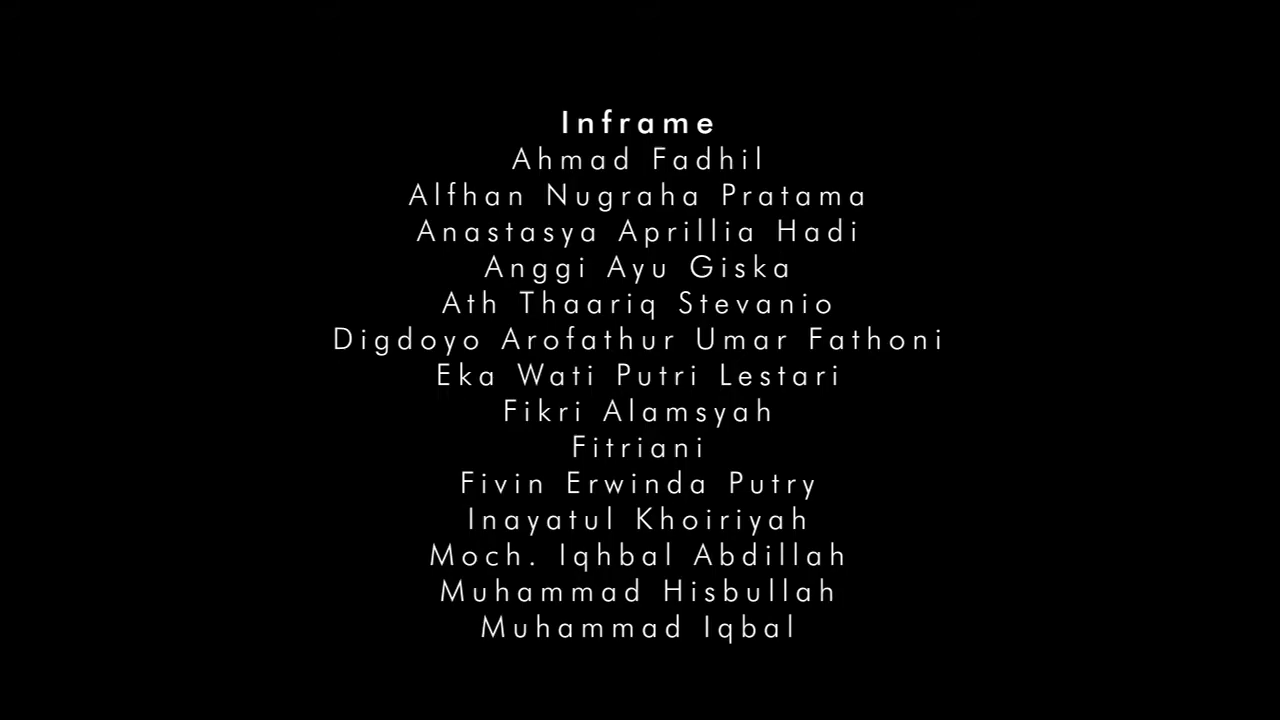 Inframe
Ahmad Fadhil
Alfhan Nugraha Pratama
Anastasya Aprillia Hadi
Anggi Ayu Giska
Ath Thaariq Stevanio
Digdoyo Arofathur Umar Fathoni
Eka Wati Putri Lestari
Fikri Alamsyah
Fitriani
Fivin Erwinda Putry
Inayatul Khoiriyah
Moch. Iqhbal Abdillah
Muhammad Hisbullah
Muhammad Iqbal